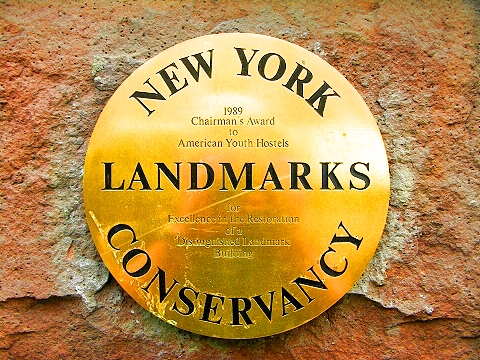 NEW YORK
1989
Chairman's Award
to
American Youth Hostels
LANDMARKS
for
Excellence in the Restoration
of a
Distinguished Landmark
Building
CONSERVANCY